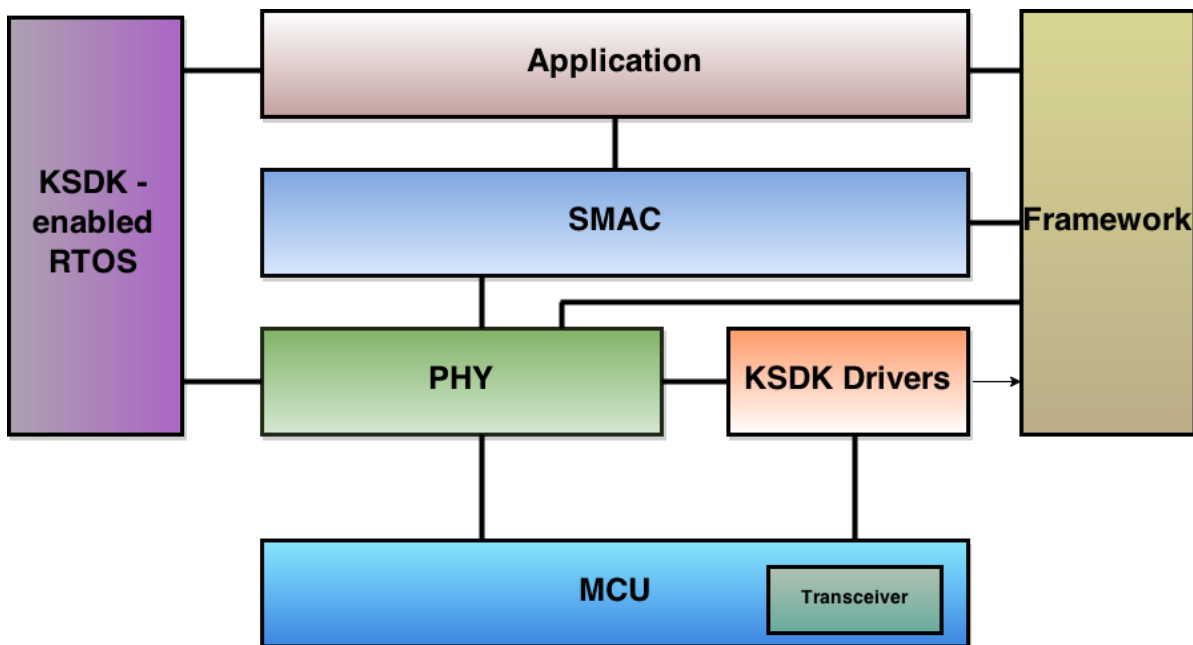 Application
KSDK -
enabled
RTOS
SMAC
Framework
PHY
KSDK Drivers
MCU
Transceiver